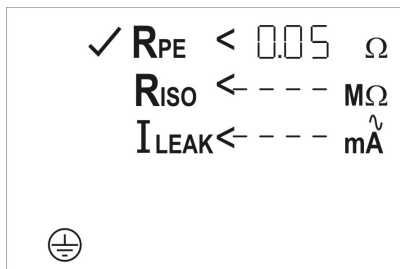 ✓ RPE < 0.05 Ω
RISO <---- MΩ
ILEAK<---- mA